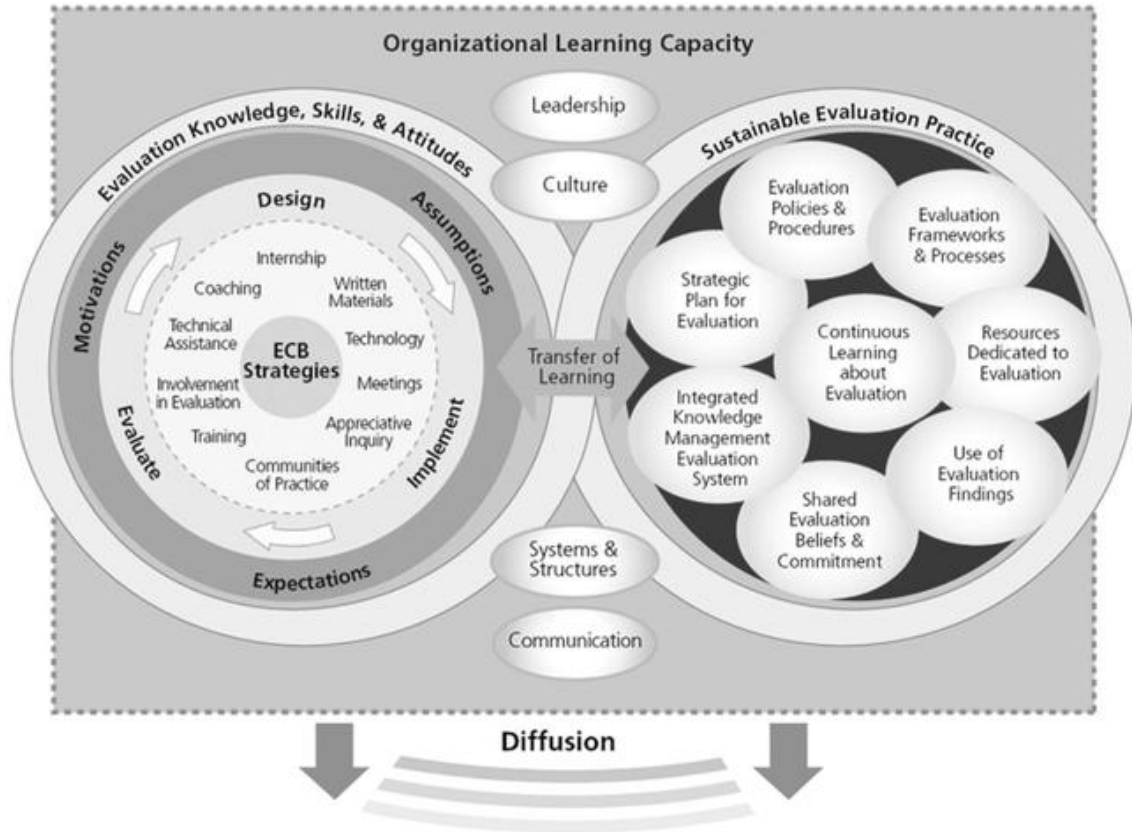 Organizational Learning Capacity
Leadership
Culture
Evaluation Knowledge, Skills, & Attitudes
Motivations
Assumptions
Expectations
Design
Implement
Evaluate
Internship
Coaching
Written
Materials
Technical
Assistance
Technology
ECB
Strategies
Involvement
in Evaluation
Meetings
Training
Appreciative
Inquiry
Communities
of Practice
Transfer of
Learning
Sustainable Evaluation Practice
Evaluation
Policies &
Procedures
Evaluation
Frameworks
& Processes
Strategic
Plan for
Evaluation
Continuous
Learning
about
Evaluation
Resources
Dedicated to
Evaluation
Integrated
Knowledge
Management
Evaluation
System
Use of
Evaluation
Findings
Shared
Evaluation
Beliefs &
Commitment
Systems &
Structures
Communication
Diffusion